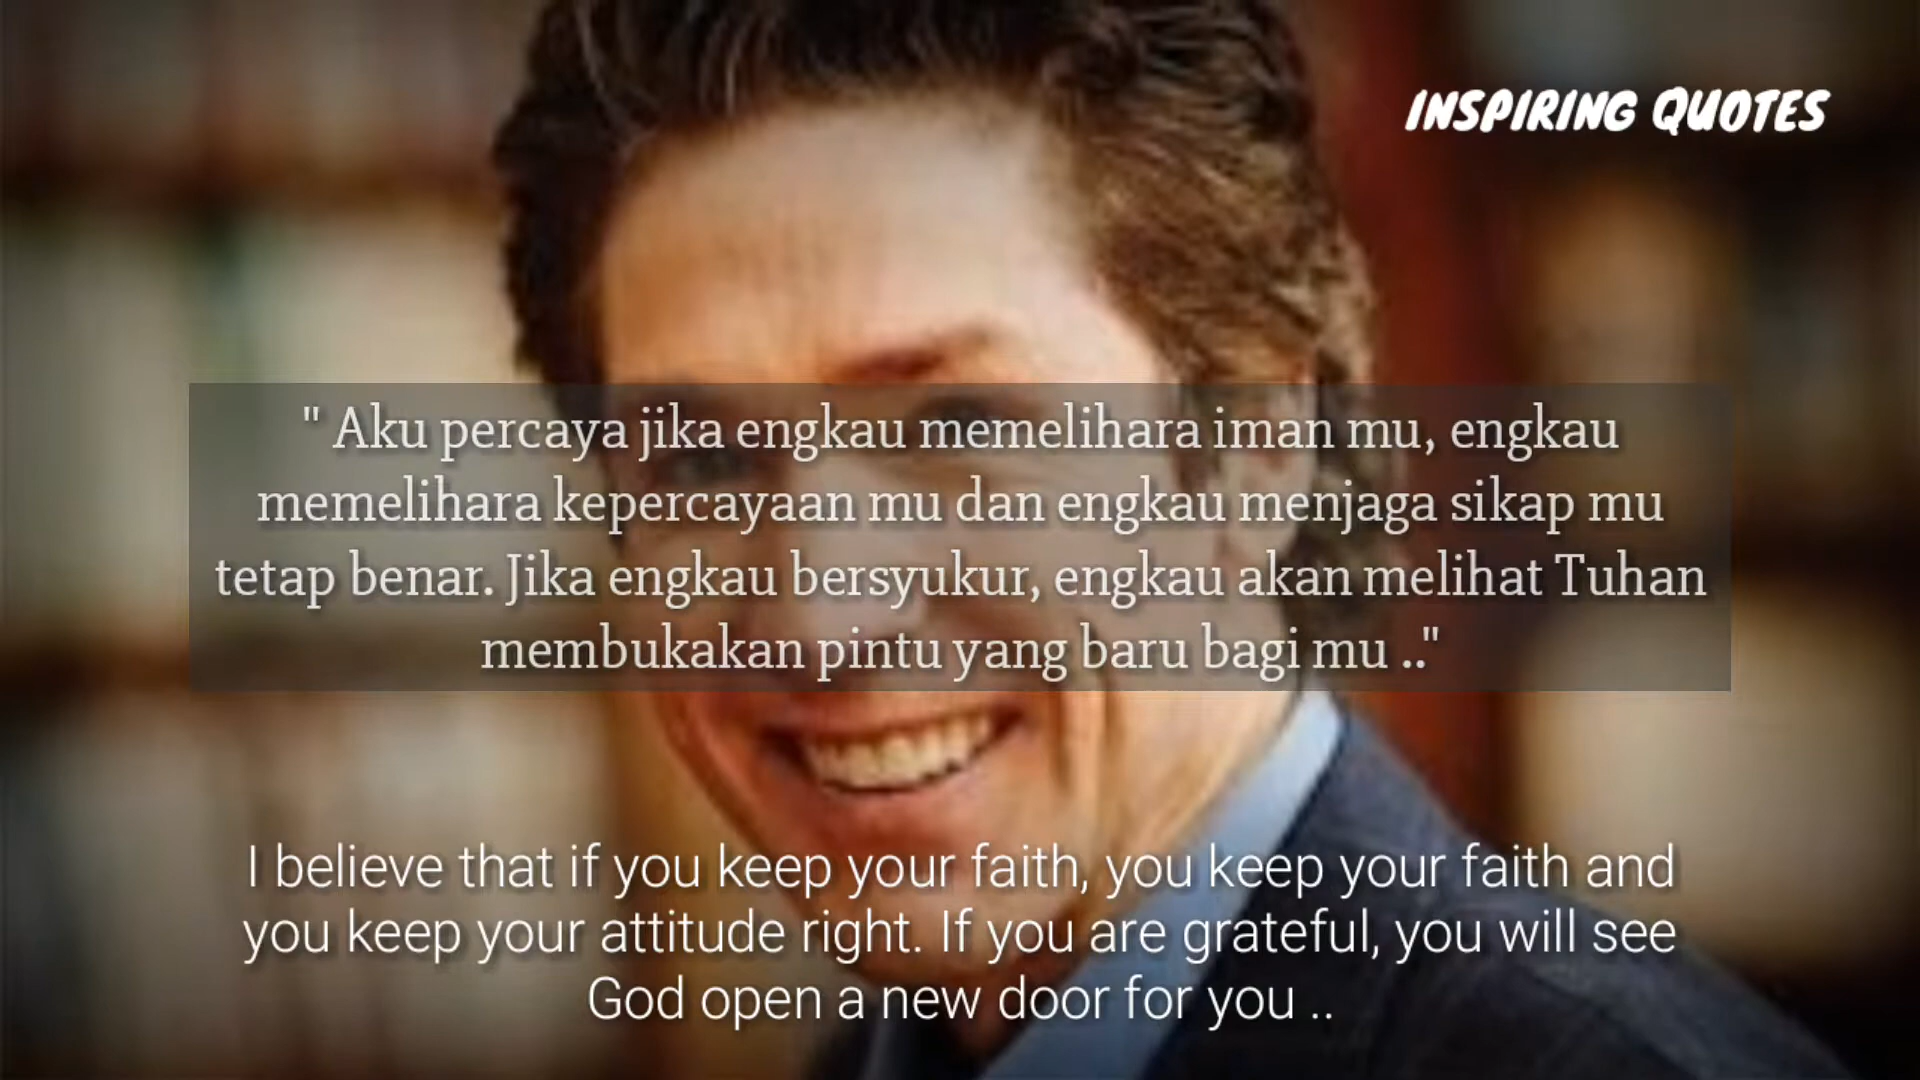 INSPIRING QUOTES
" Aku percaya jika engkau memelihara iman mu, engkau
memelihara kepercayaan mu dan engkau menjaga sikap mu
tetap benar. Jika engkau bersyukur, engkau akan melihat Tuhan
membukakan pintu yang baru bagi mu .."
I believe that if you keep your faith, you keep your faith and
you keep your attitude right. If you are grateful, you will see
God open a new door for you ..